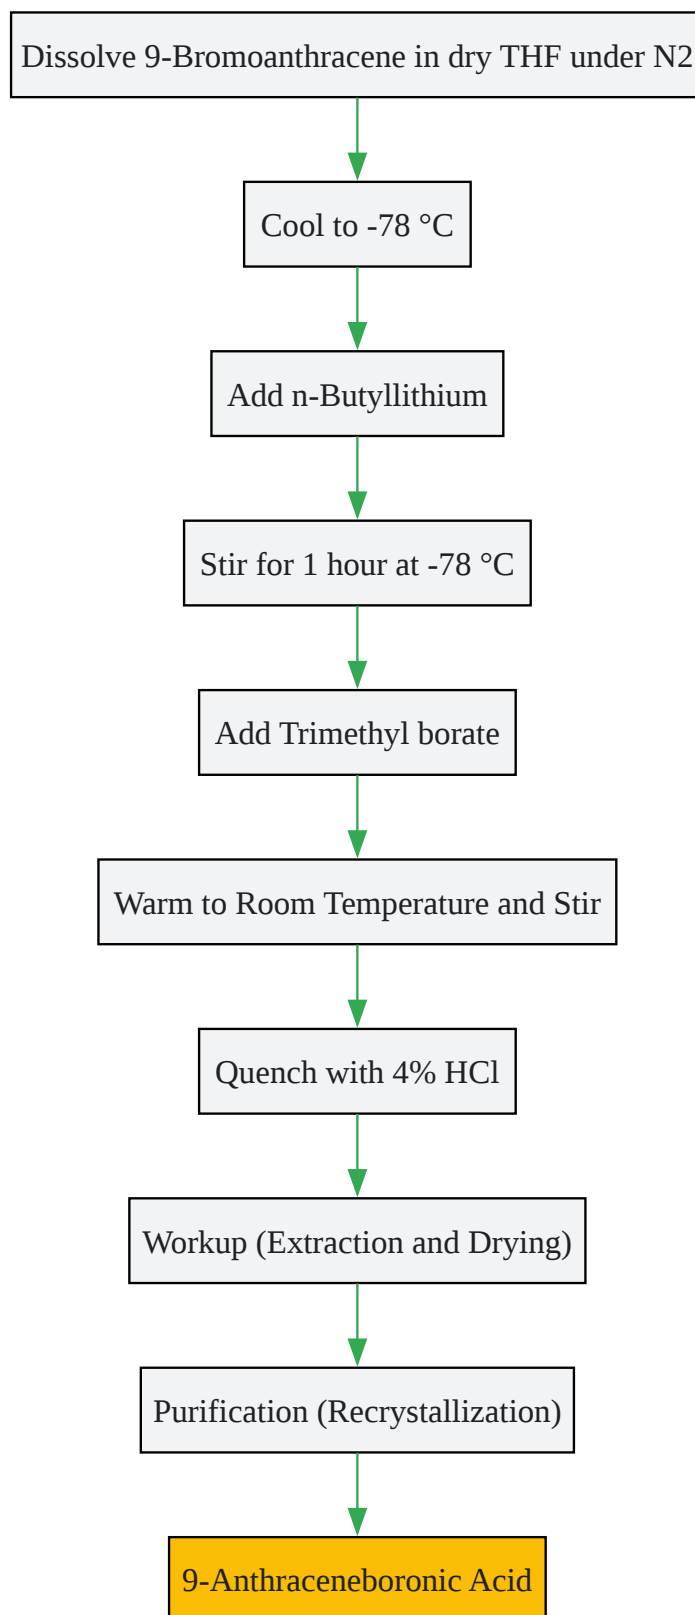 Dissolve 9-Bromoanthracene in dry THF under N2
Cool to -78 °C
Add n-Butyllithium
Stir for 1 hour at -78 °C
Add Trimethyl borate
Warm to Room Temperature and Stir
Quench with 4% HCl
Workup (Extraction and Drying)
Purification (Recrystallization)
9-Anthraceneboronic Acid